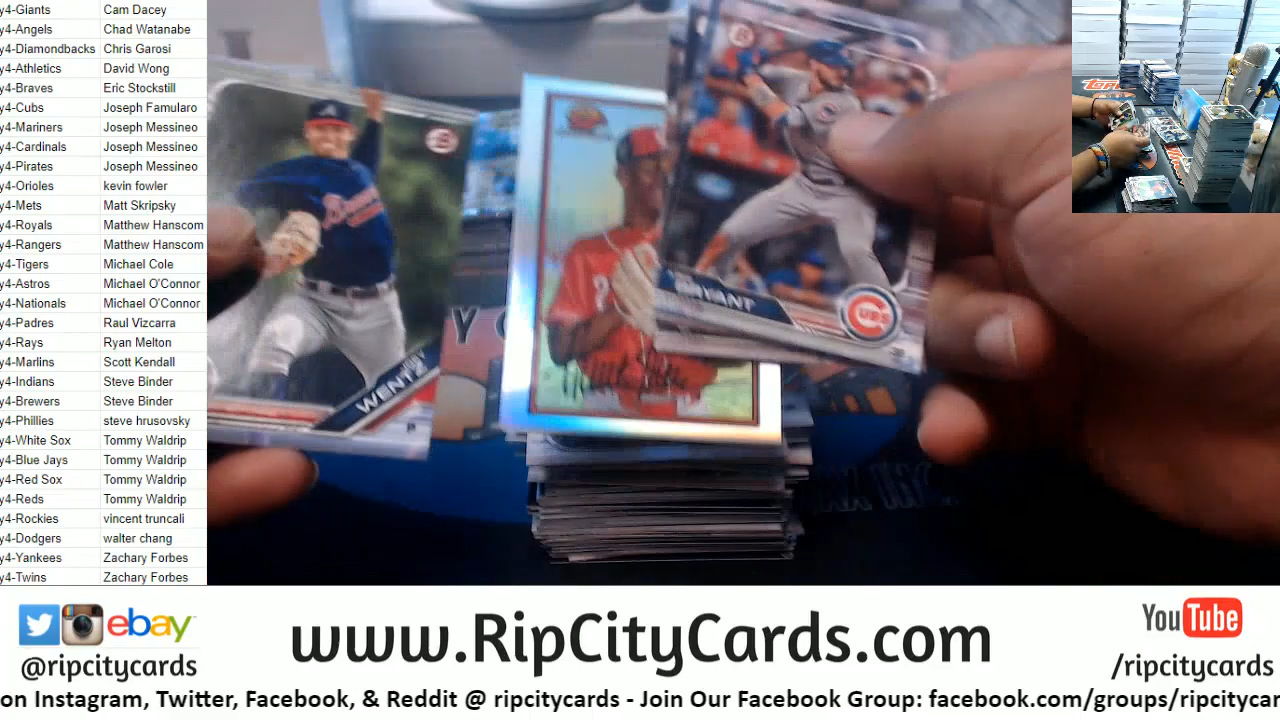 y4-Giants Cam Dacey
y4-Angels Chad Watanabe
y4-Diamondbacks Chris Garosi
y4-Athletics David Wong
y4-Braves Eric Stockstill
y4-Cubs Joseph Famularo
y4-Mariners Joseph Messineo
y4-Cardinals Joseph Messineo
y4-Pirates Joseph Messineo
y4-Orioles kevin fowler
y4-Mets Matt Skripsky
y4-Royals Matthew Hanscom
y4-Rangers Matthew Hanscom
y4-Tigers Michael Cole
y4-Astros Michael O'Connor
y4-Nationals Michael O'Connor
y4-Padres Raul Vizcarra
y4-Rays Ryan Melton
y4-Marlins Scott Kendall
y4-Indians Steve Binder
y4-Brewers Steve Binder
y4-Phillies steve hrusovsky
y4-White Sox Tommy Waldrip
y4-Blue Jays Tommy Waldrip
y4-Red Sox Tommy Waldrip
y4-Reds Tommy Waldrip
y4-Rockies vincent truncali
y4-Dodgers walter chang
y4-Yankees Zachary Forbes
y4-Twins Zachary Forbes
WENTZ
BRYANT
CUBS
ebay
@ripcitycards
www.RipCityCards.com
YouTube
/ripcitycards
on Instagram, Twitter, Facebook, & Reddit @ ripcitycards - Join Our Facebook Group: facebook.com/groups/ripcitycar